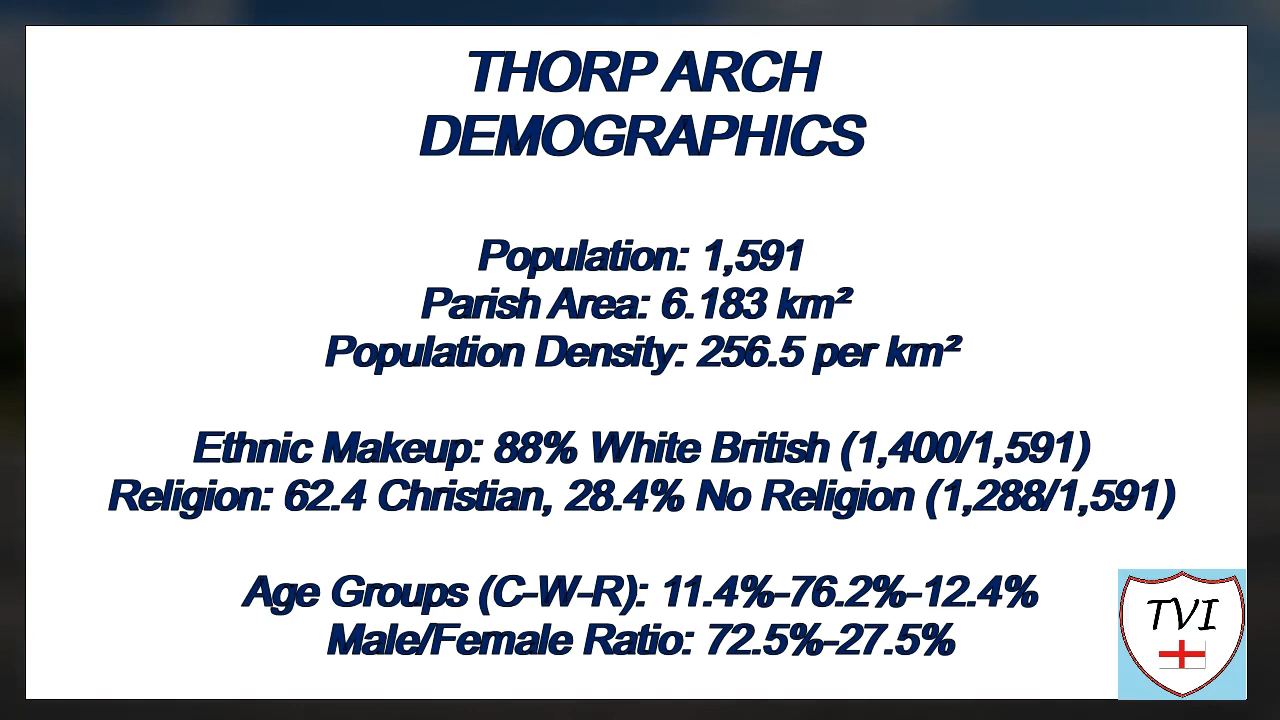 THORP ARCH
DEMOGRAPHICS
Population: 1,591
Parish Area: 6.183 km²
Population Density: 256.5 per km²
Ethnic Makeup: 88% White British (1,400/1,591)
Religion: 62.4 Christian, 28.4% No Religion (1,288/1,591)
Age Groups (C-W-R): 11.4%-76.2%-12.4%
Male/Female Ratio: 72.5%-27.5%
TVI